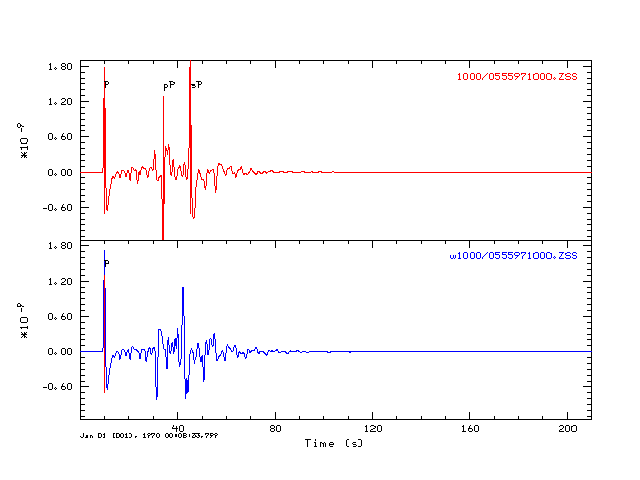 1.80
1.20
0.60
0.00
-0.60
*10 -9
P
pP
sP
1000/0555971000.ZSS
1.80
1.20
0.60
0.00
-0.60
*10 -9
P
w1000/0555971000.ZSS
40
80
120
160
200
Time (s)
Jan 01 (001), 1970 00:08:33.799